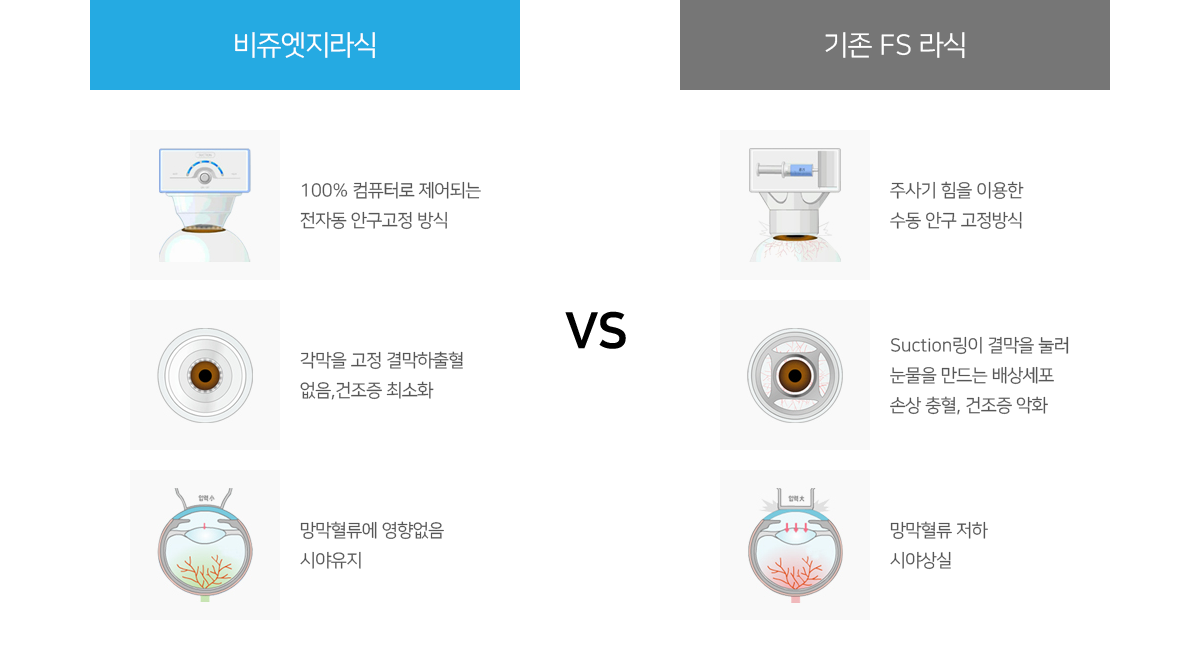 비쥬엣지라식
기존 FS 라식
100% 컴퓨터로 제어되는
전자동 안구고정 방식
주사기 힘을 이용한
수동 안구 고정방식
VS
각막을 고정 결막하출혈
없음,건조증 최소화
Suction링이 결막을 눌러
눈물을 만드는 배상세포
손상 충혈, 건조증 악화
압력 小
망막혈류에 영향없음
시야유지
압력 大
망막혈류 저하
시야상실